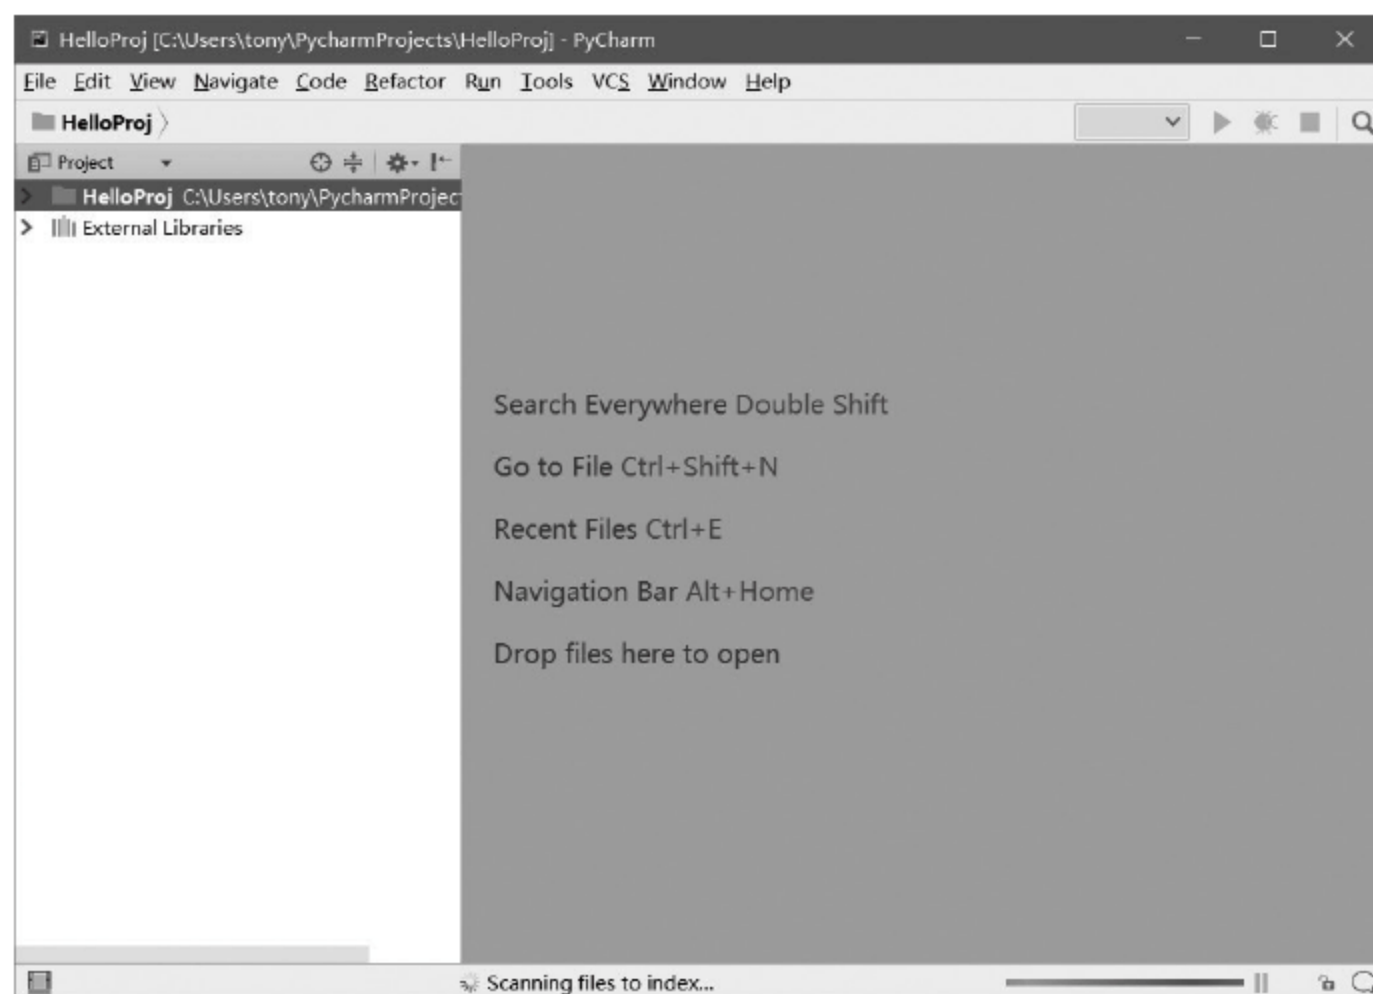 HelloProj [C:\Users\tony\PycharmProjects\HelloProj] - PyCharm
File Edit View Navigate Code Refactor Run Tools VCS Window Help
HelloProj
Project
HelloProj C:\Users\tony\PycharmProjec
External Libraries
Search Everywhere Double Shift
Go to File Ctrl+Shift+N
Recent Files Ctrl+E
Navigation Bar Alt+Home
Drop files here to open
Scanning files to index...